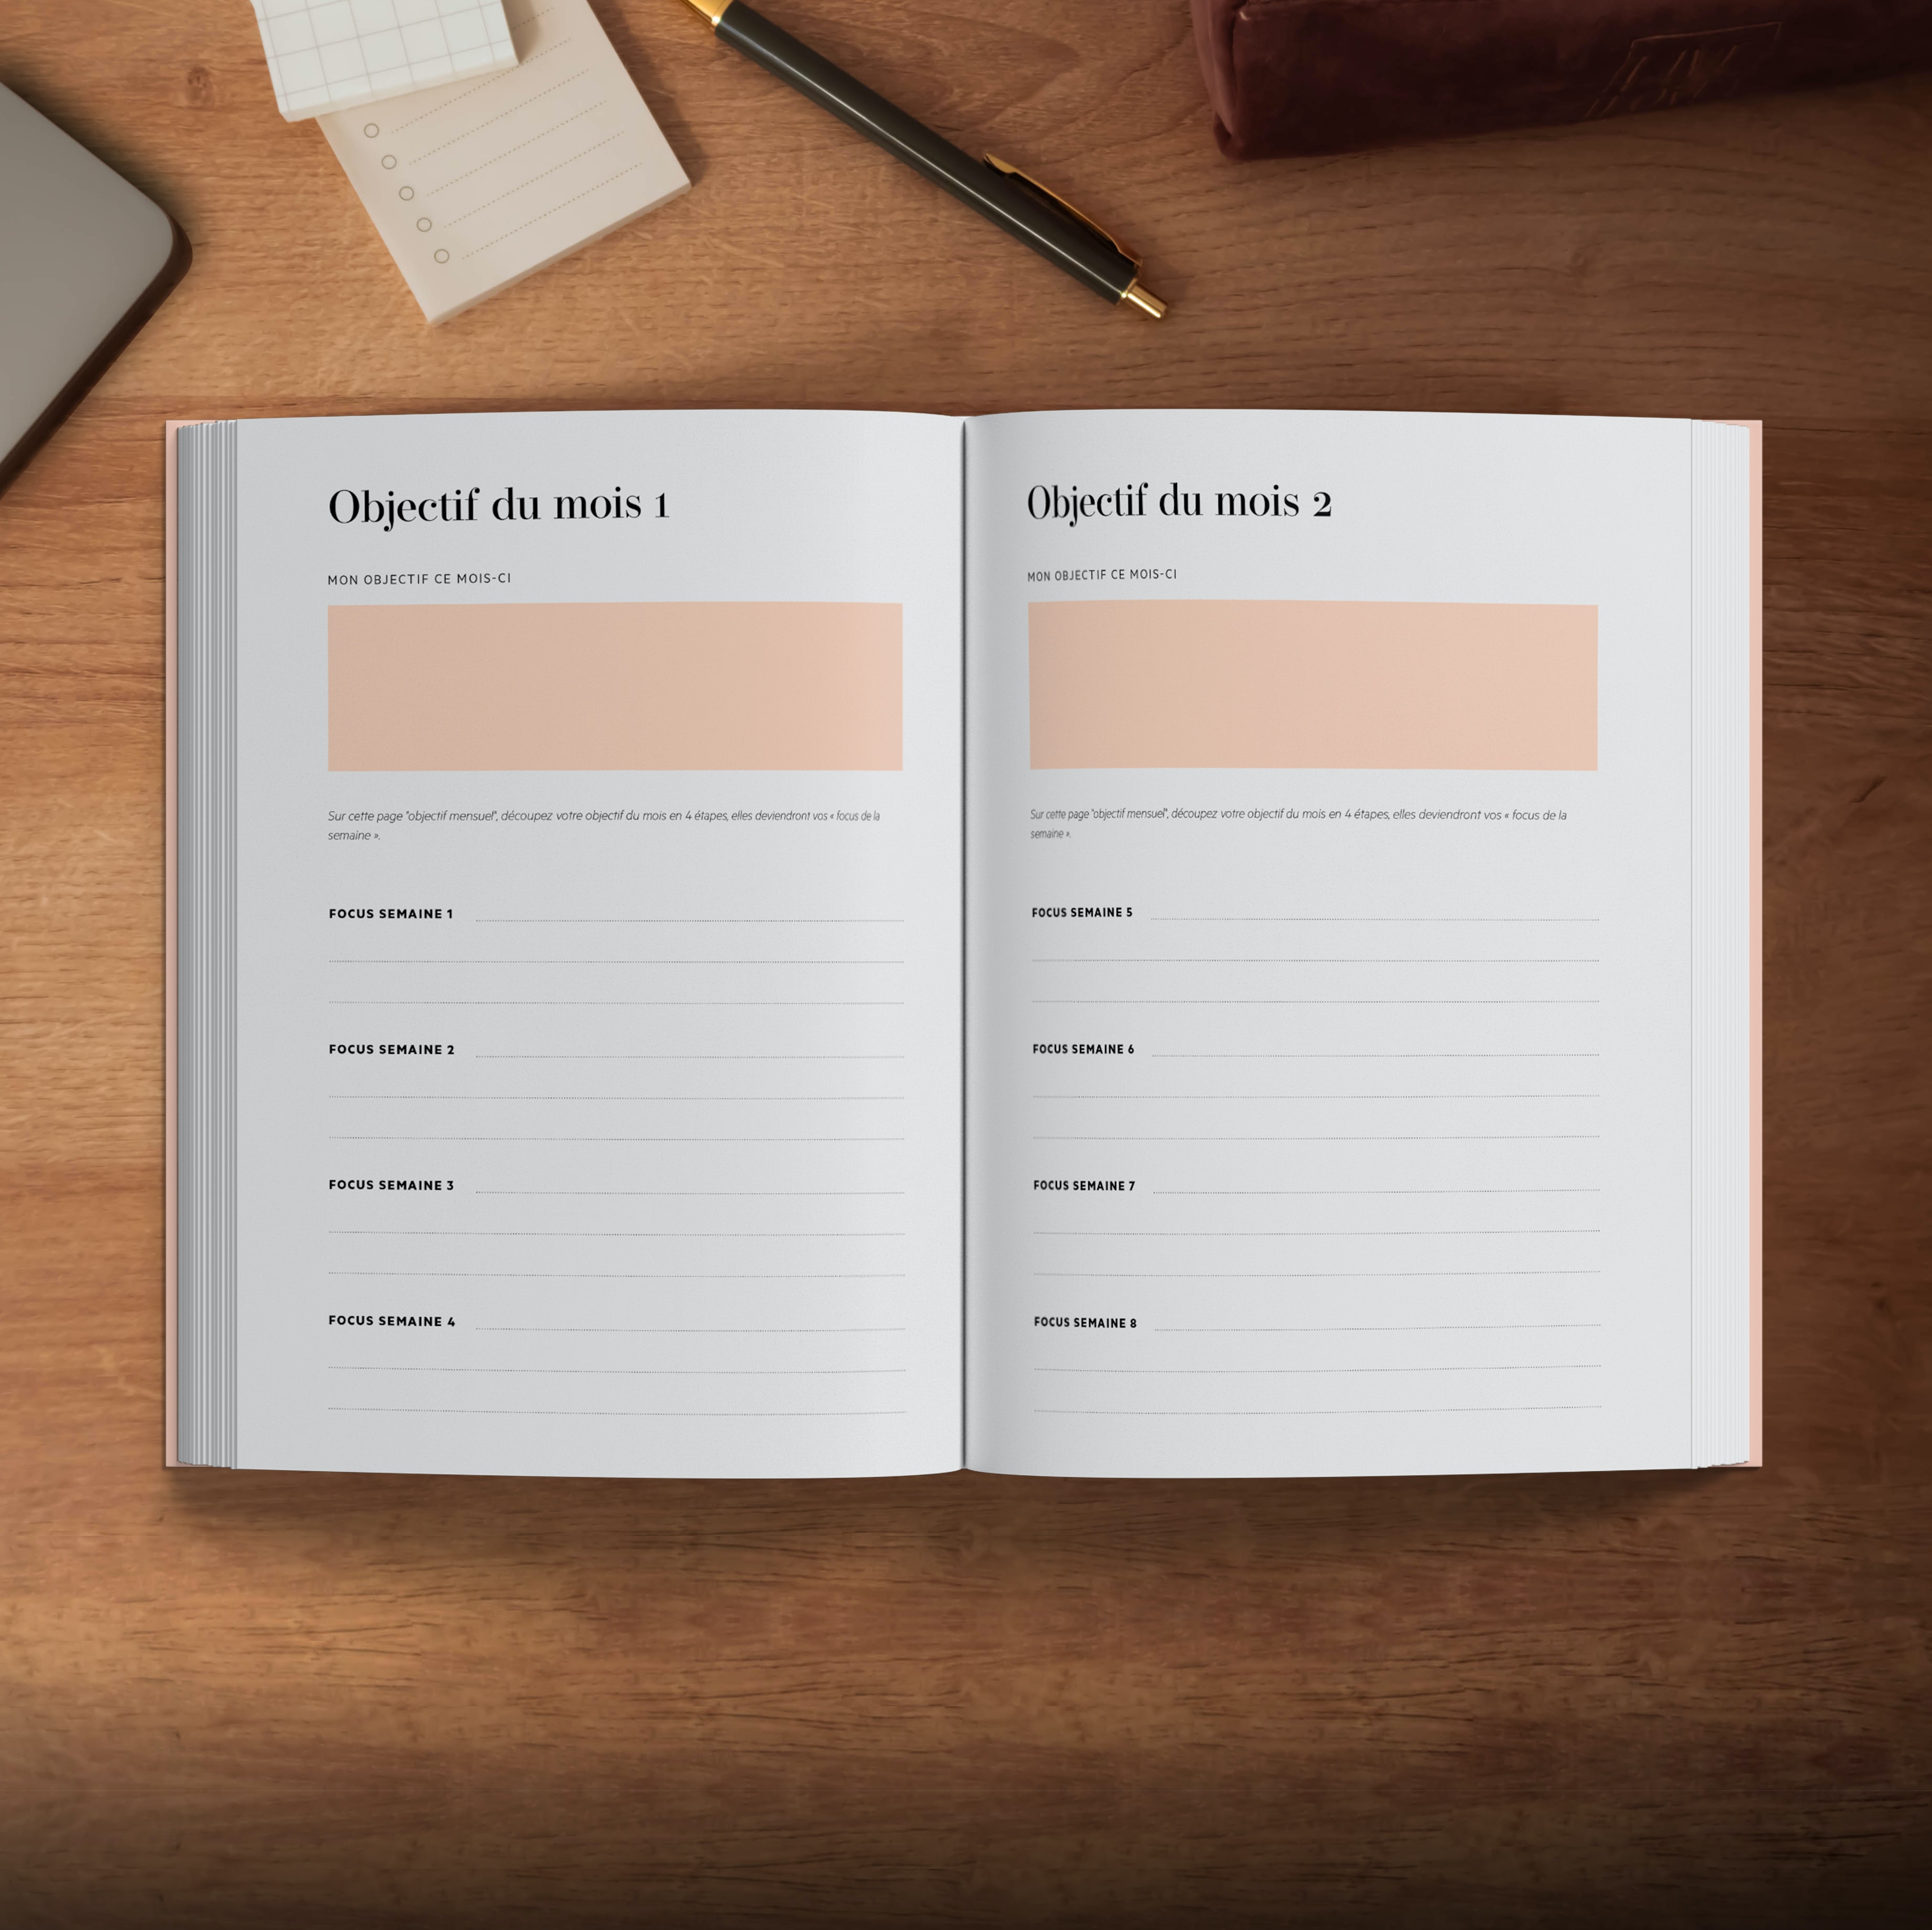 Objectif du mois 1
MON OBJECTIF CE MOIS-CI
Sur cette page "objectif mensuel", découpez votre objectif du mois en 4 étapes, elles deviendront vos « focus de la
semaine ».
FOCUS SEMAINE 1
FOCUS SEMAINE 2
FOCUS SEMAINE 3
FOCUS SEMAINE 4
Objectif du mois 2
MON OBJECTIF CE MOIS-CI
Sur cette page "objectif mensuel", découpez votre objectif du mois en 4 étapes, elles deviendront vos « focus de la
semaine ».
FOCUS SEMAINE 5
FOCUS SEMAINE 6
FOCUS SEMAINE 7
FOCUS SEMAINE 8